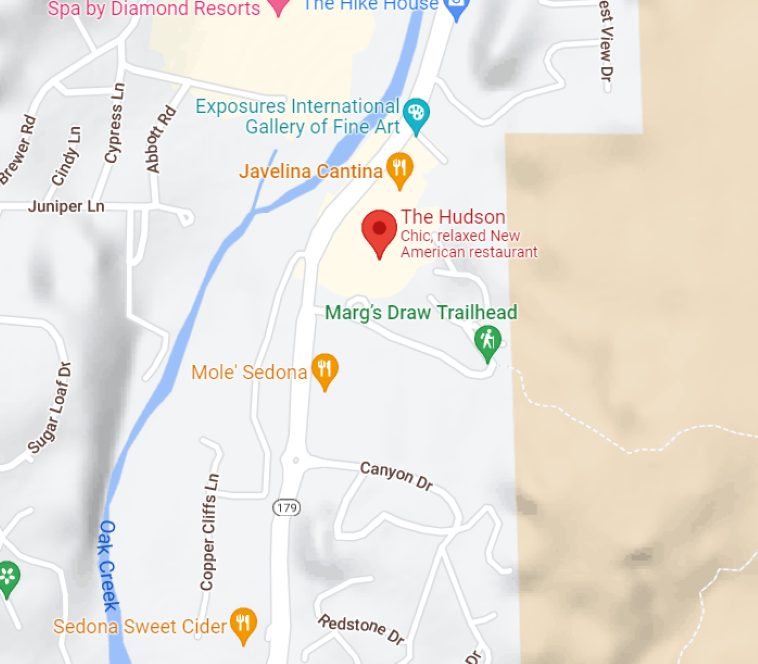 Spa by Diamond Resorts
The Hike House
est View Dr
Exposures International
Gallery of Fine Art
Brewer Rd
Cindy Ln
Cypress Ln
Abbott Rd
Javelina Cantina
Juniper Ln
The Hudson
Chic, relaxed New
American restaurant
Marg's Draw Trailhead
Mole' Sedona
Sugar Loaf Dr
Canyon Dr
179
Copper Cliffs Ln
Oak Creek
Sedona Sweet Cider
Redstone Dr
Dr